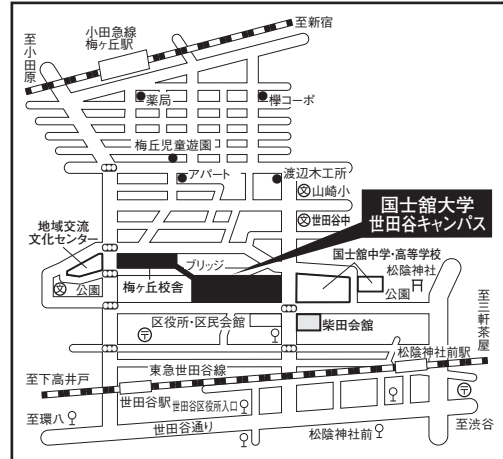 至新宿
小田急線
梅ヶ丘駅
至小田原
薬局
欅コーポ
梅丘児童遊園
アパート
渡辺木工所
文山崎小
文世田谷中
国士舘大学
世田谷キャンパス
地域交流
文化センター
ブリッジ
国士舘中学・高等学校
松陰神社
文
公園
梅ヶ丘校舎
公園
至三軒茶屋
区役所・区民会館
柴田会館
〒
東急世田谷線
松陰神社前駅
至下高井戸
世田谷駅
世田谷区役所入口
〒
至環八
世田谷通り
松陰神社前
至渋谷